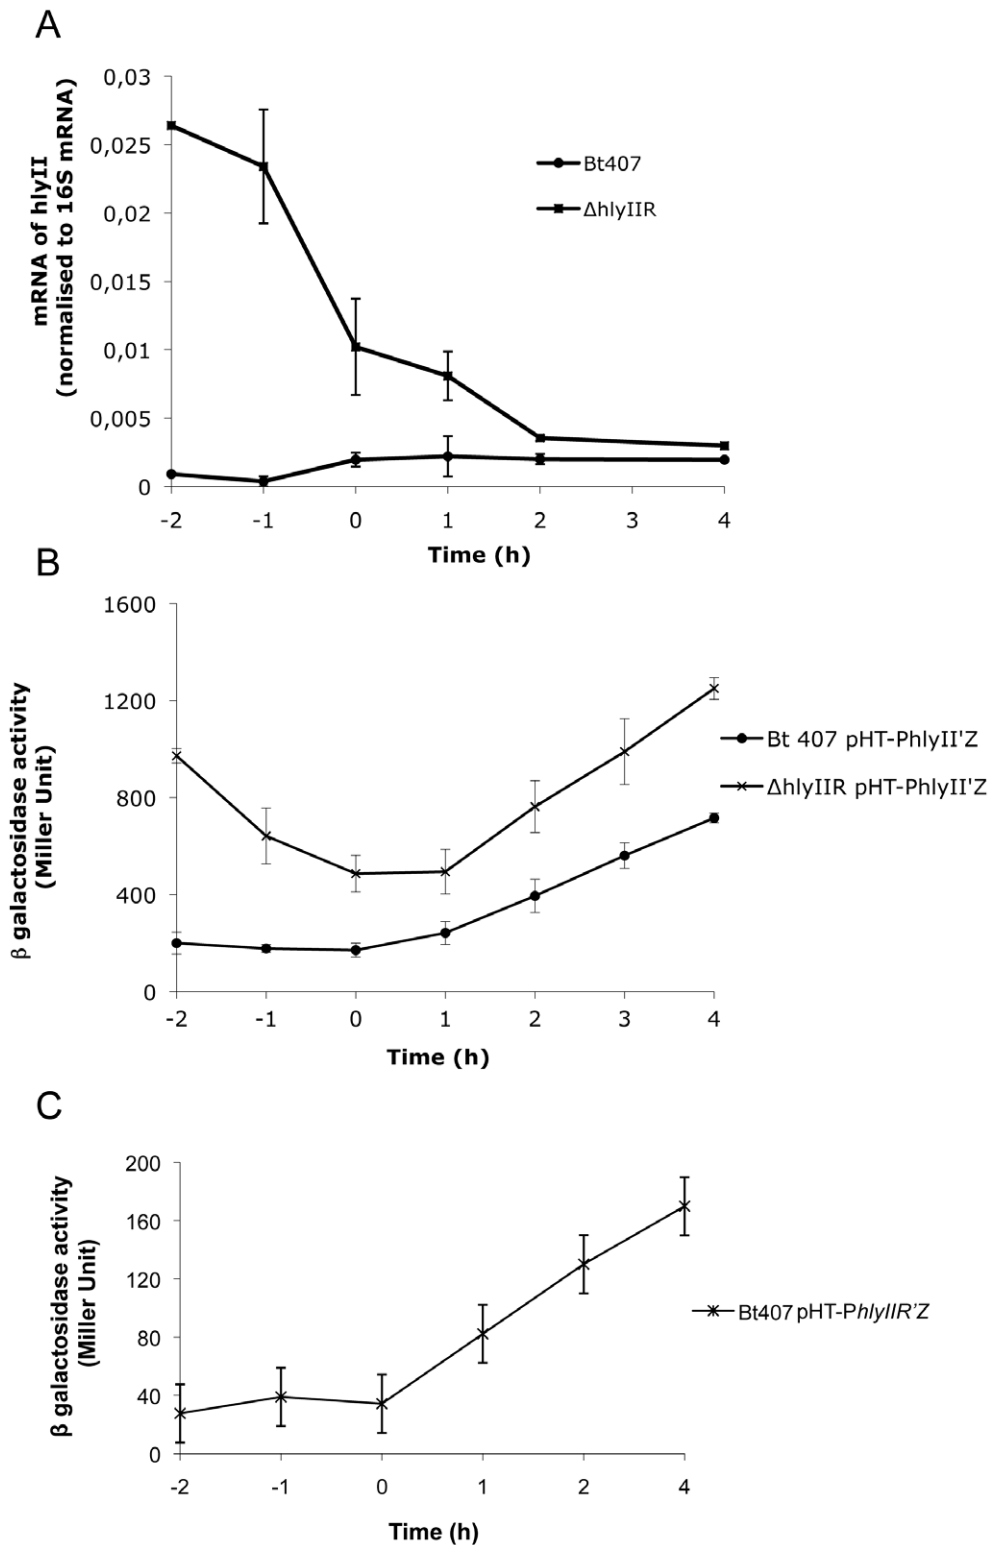 A
mRNA of hlyII
(normalised to 16S mRNA)
0,03
0,025
0,02
0,015
0,01
0,005
0
Bt407
ΔhlyIIR
-2 -1 0 1 2 3 4
Time (h)
B
β galactosidase activity
(Miller Unit)
1600
1200
800
400
0
Bt 407 pHT-PhlyII'Z
ΔhlyIIR pHT-PhlyII'Z
-2 -1 0 1 2 3 4
Time (h)
C
β galactosidase activity
(Miller Unit)
200
160
120
80
40
0
Bt407 pHT-PhlyIIR'Z
-2 -1 0 1 2 4
Time (h)